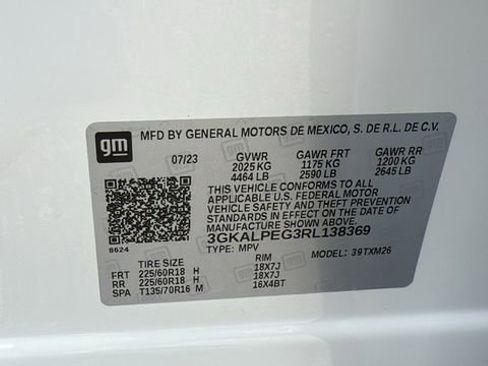 gm MFD BY GENERAL MOTORS DE MEXICO, S. DE R.L. DE C.V.
07/23 GVWR GAWR FRT GAWR RR
2025 KG 1175 KG 1200 KG
4464 LB 2590 LB 2645 LB
THIS VEHICLE CONFORMS TO ALL
APPLICABLE U.S. FEDERAL MOTOR
VEHICLE SAFETY AND THEFT
PREVENTION STANDARDS IN EFFECT
ON THE DATE OF MANUFACTURE
SHOWN ABOVE.
3GKALPEG3RL138369
8624 TYPE: MPV MODEL: 39TXM26
TIRE SIZE RIM
FRT 225/60R18 H 18X7J
RR 225/60R18 H 18X7J
SPA T135/70R16 M 16X4BT